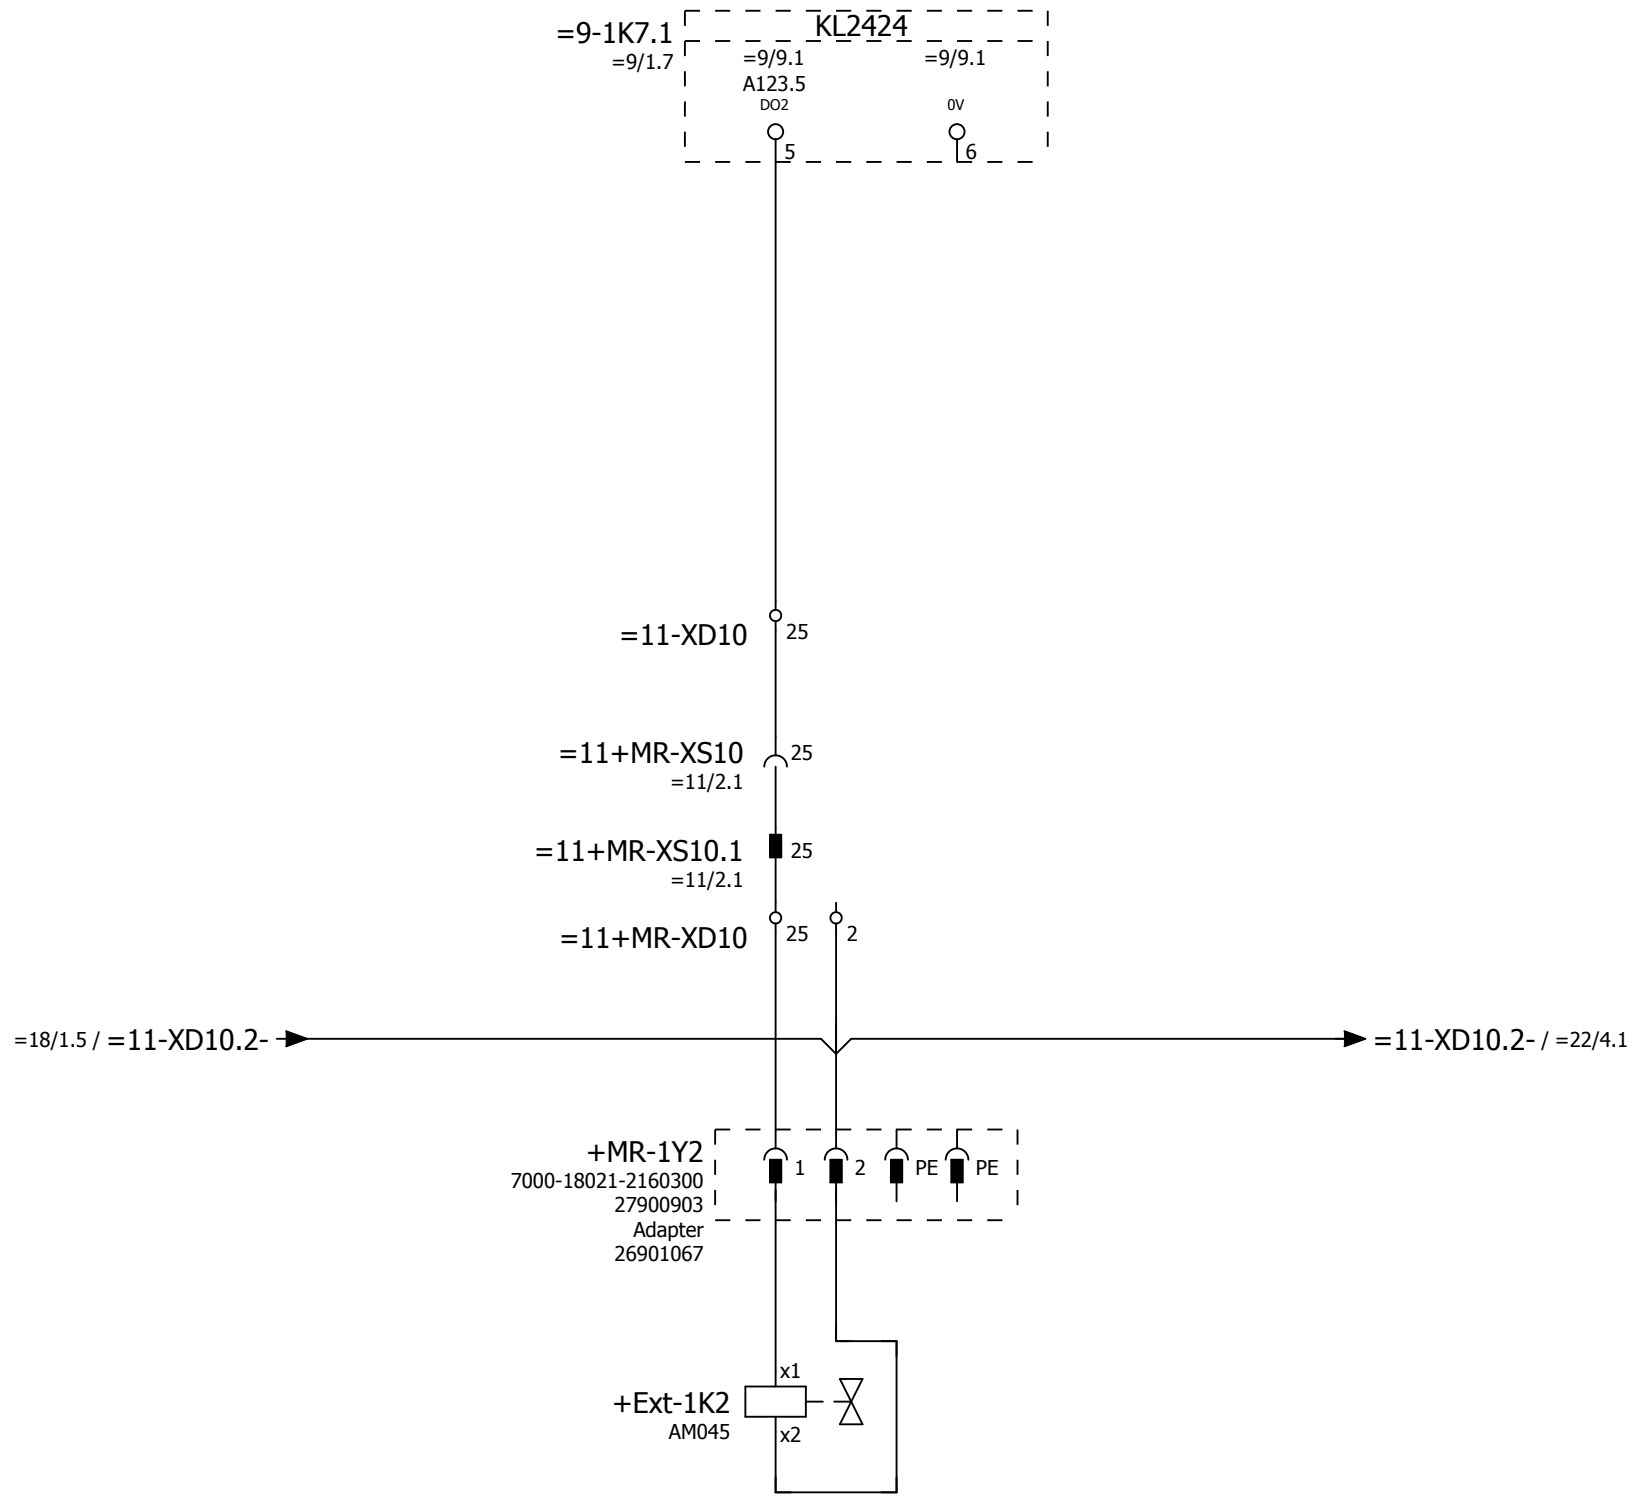 KL2424
=9-1K7.1
=9/1.7
=9/9.1
=9/9.1
A123.5
DO2
0V
5
6
=11-XD10
25
=11+MR-XS10
25
=11/2.1
=11+MR-XS10.1
25
=11/2.1
=11+MR-XD10
25
2
=18/1.5 / =11-XD10.2-
=11-XD10.2- / =22/4.1
+MR-1Y2
1
2
PE
PE
7000-18021-2160300
27900903
Adapter
26901067
x1
+Ext-1K2
AM045
x2